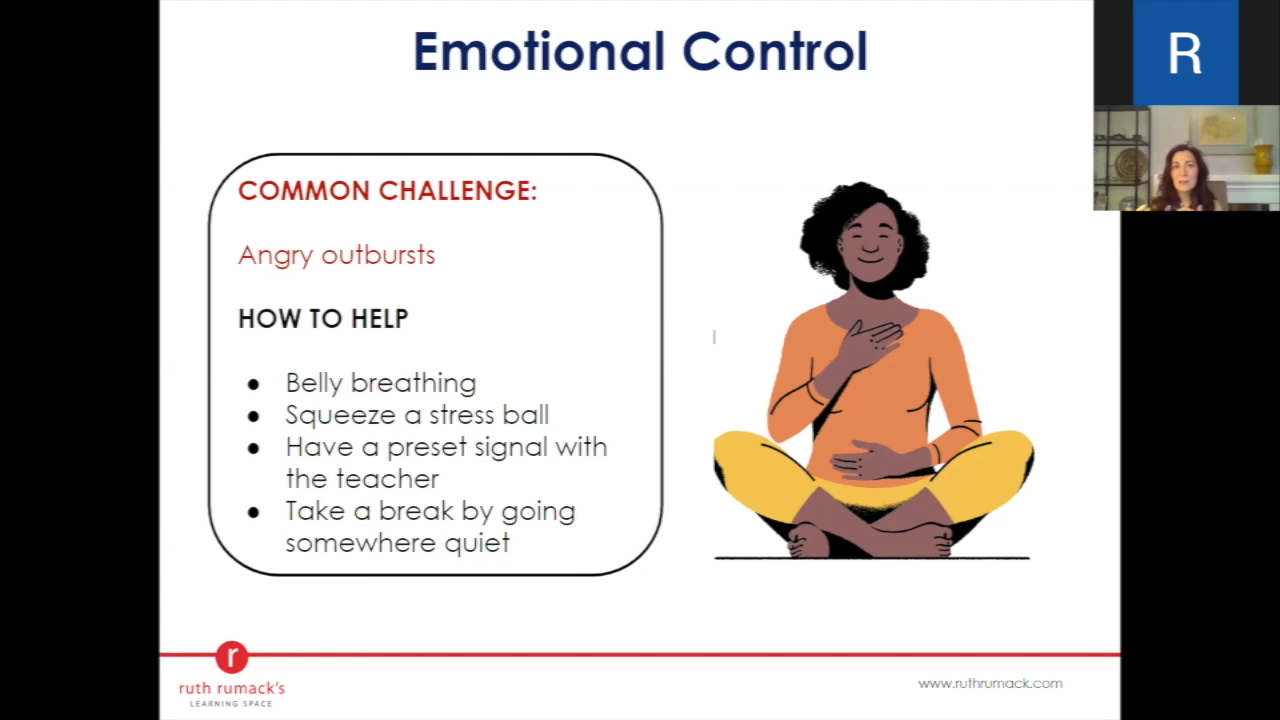 Emotional Control
R
COMMON CHALLENGE:
Angry outbursts
HOW TO HELP
● Belly breathing
● Squeeze a stress ball
● Have a preset signal with
the teacher
● Take a break by going
somewhere quiet
r
ruth rumack's
LEARNING SPACE
www.ruthrumack.com